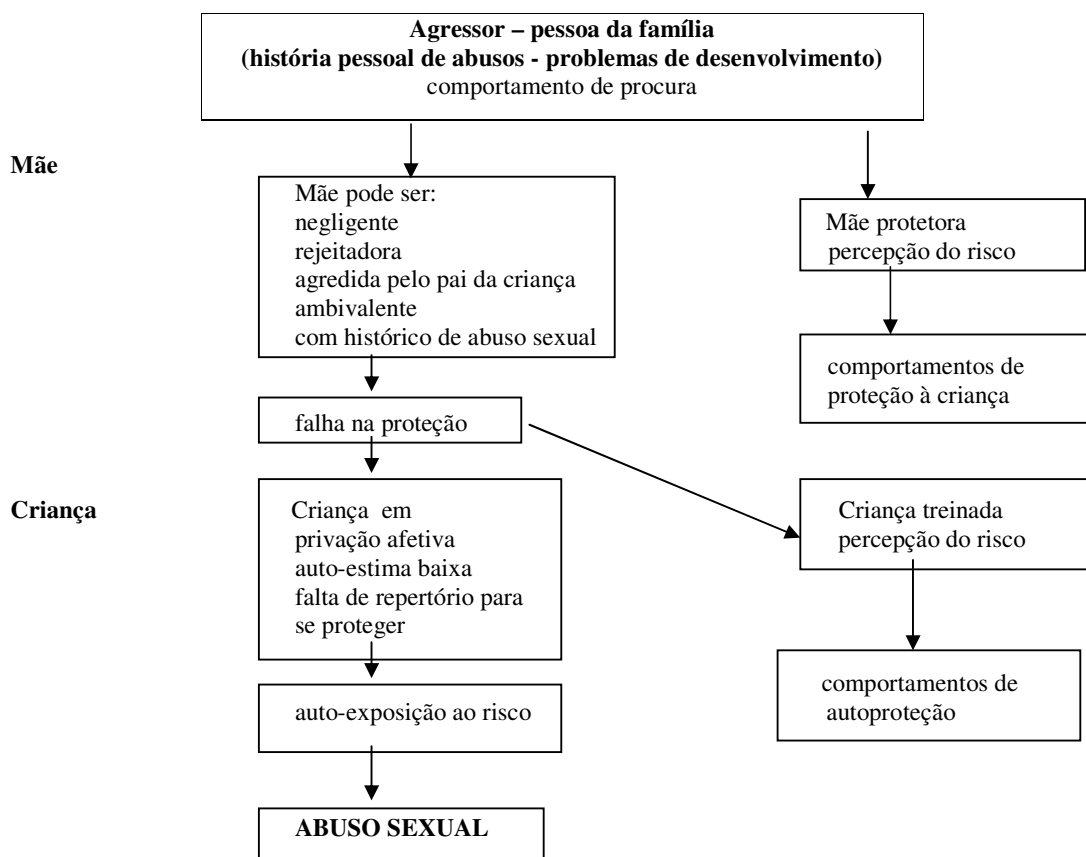 Agressor – pessoa da família
(história pessoal de abusos - problemas de desenvolvimento)
comportamento de procura
Mãe
Mãe pode ser:
negligente
rejeitadora
agredida pelo pai da criança
ambivalente
com histórico de abuso sexual
Mãe protetora
percepção do risco
comportamentos de
proteção à criança
falha na proteção
Criança
Criança em
privação afetiva
auto-estima baixa
falta de repertório para
se proteger
Criança treinada
percepção do risco
comportamentos de
autoproteção
auto-exposição ao risco
ABUSO SEXUAL